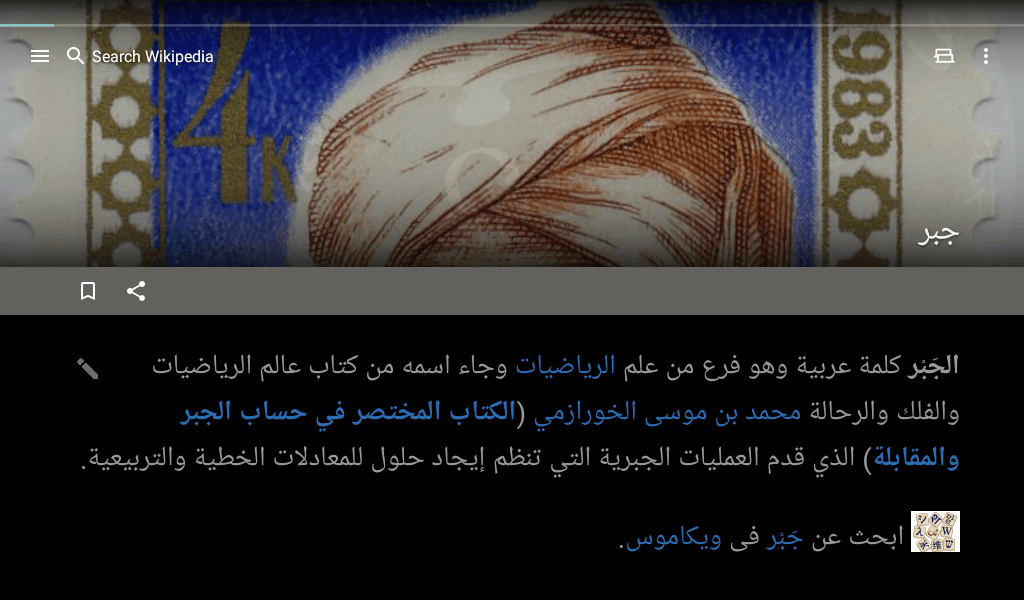 Search Wikipedia
4K
1983
جبر
الجَبْر كلمة عربية وهو فرع من علم الرياضيات وجاء اسمه من كتاب عالم الرياضيات
والفلك والرحالة محمد بن موسى الخورازمي (الكتاب المختصر في حساب الجبر
والمقابلة) الذي قدم العمليات الجبرية التي تنظم إيجاد حلول للمعادلات الخطية والتربيعية.
ابحث عن جَبْر فى ويكاموس.